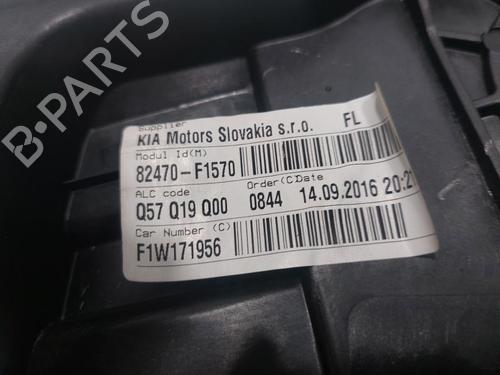 Supplier
KIA Motors Slovakia s.r.o. FL
Modul Id(M)
82470-F1570
ALC code Order(C) Date
Q57 Q19 Q00 0844 14.09.2016 20:2
Car Number (C)
F1W171956
B-PARTS